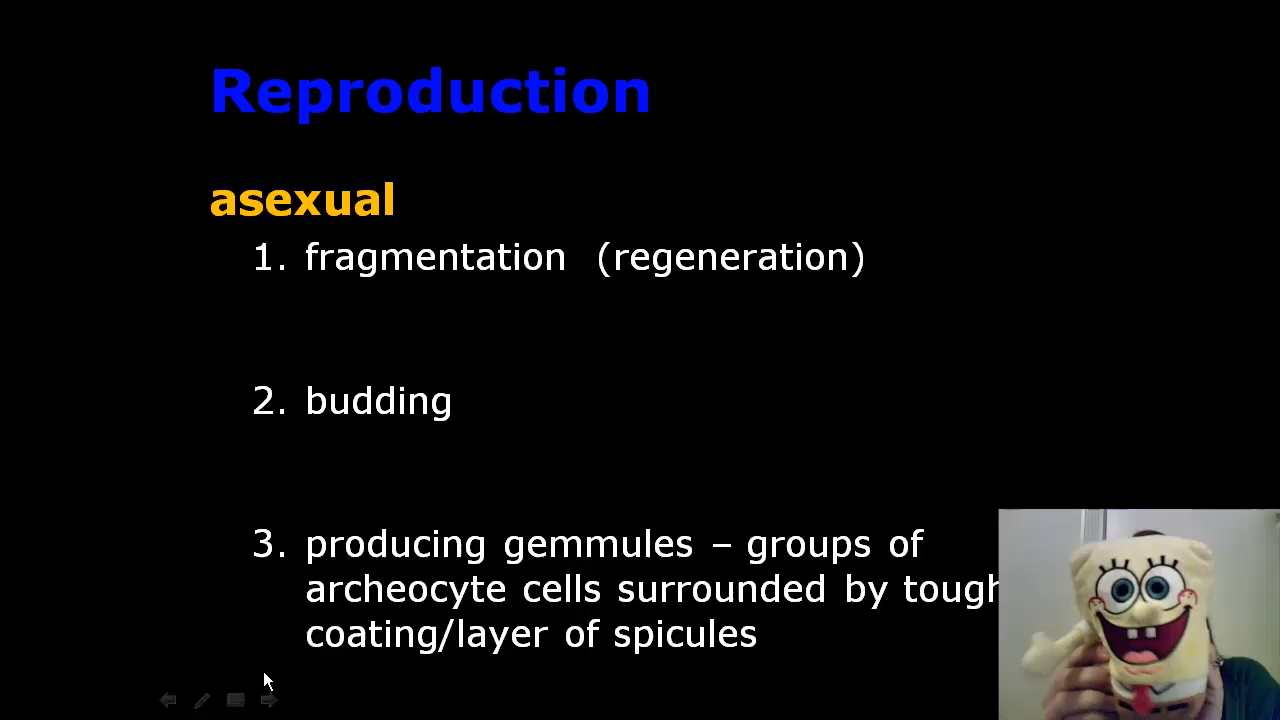 Reproduction
asexual
1. fragmentation (regeneration)
2. budding
3. producing gemmules – groups of
archeocyte cells surrounded by tough
coating/layer of spicules